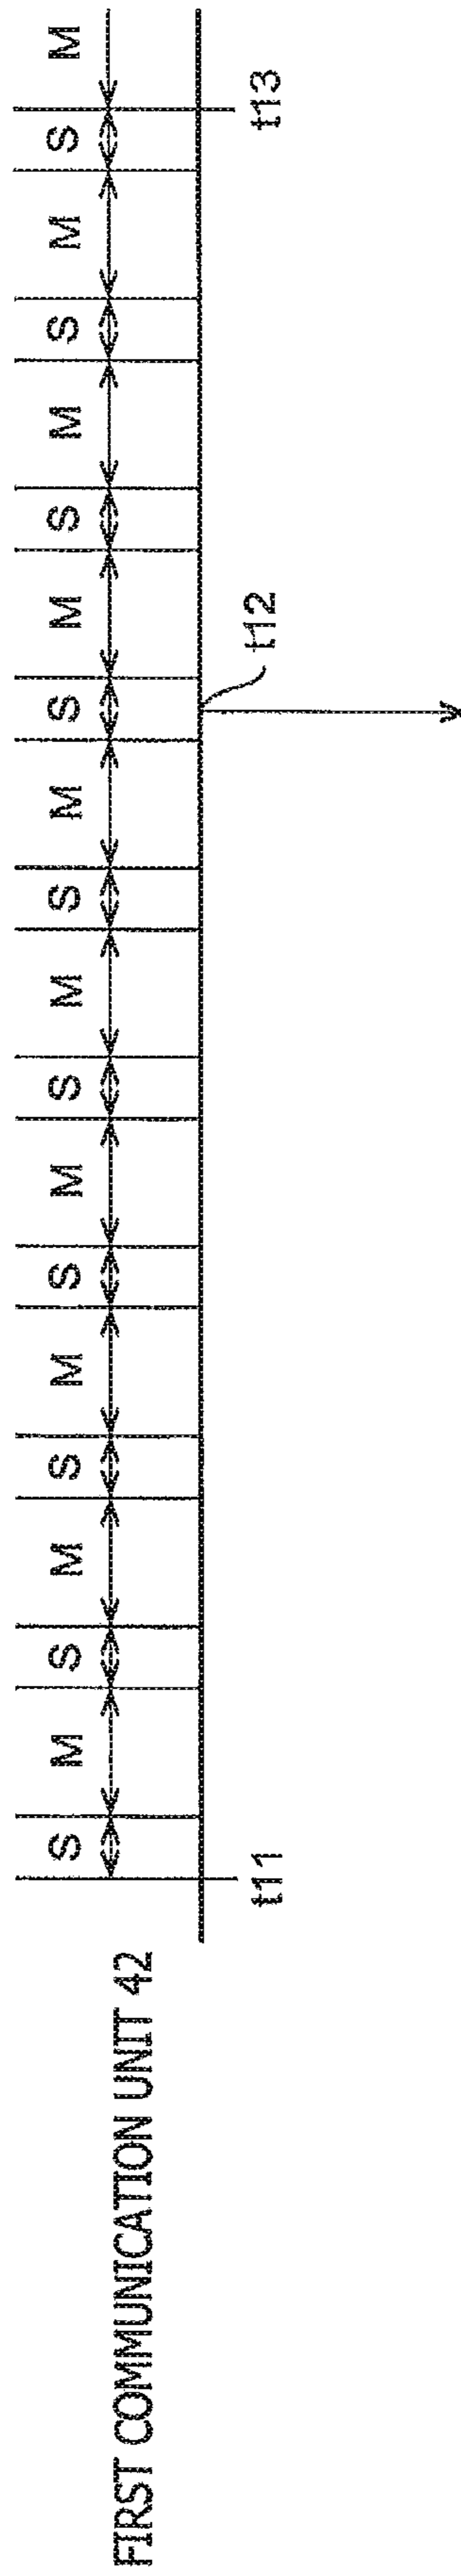 FIRST COMMUNICATION UNIT 42
S M S M S M S M S M S M S M S M S M S M
t11 t12 t13